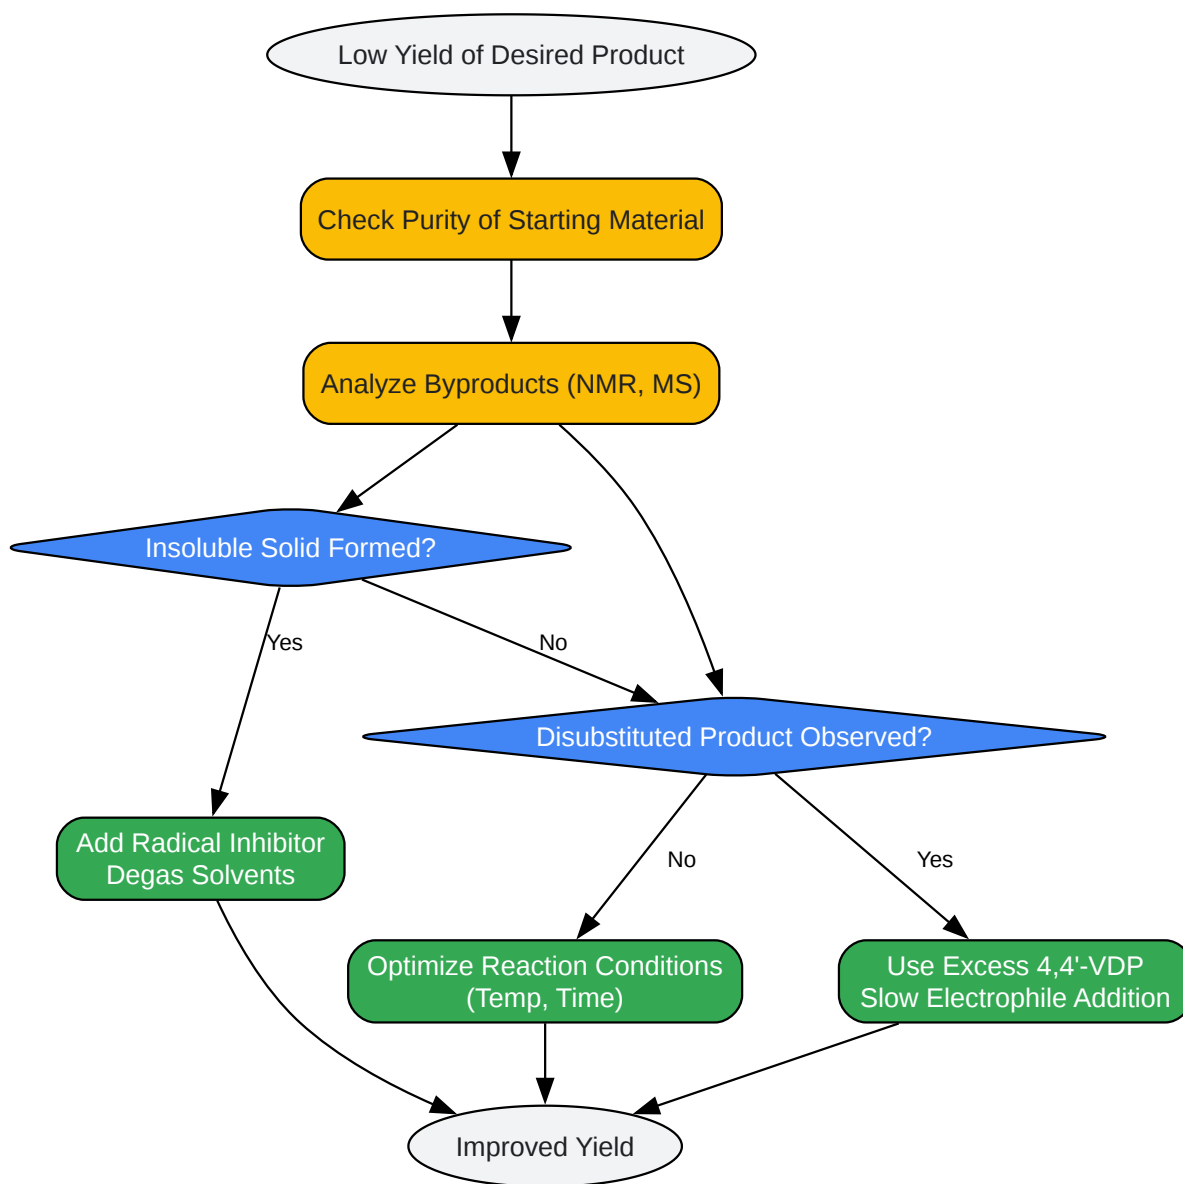 Low Yield of Desired Product
Check Purity of Starting Material
Analyze Byproducts (NMR, MS)
Insoluble Solid Formed?
Yes
No
Disubstituted Product Observed?
Add Radical Inhibitor
Degas Solvents
No
Yes
Optimize Reaction Conditions
(Temp, Time)
Use Excess 4,4'-VDP
Slow Electrophile Addition
Improved Yield